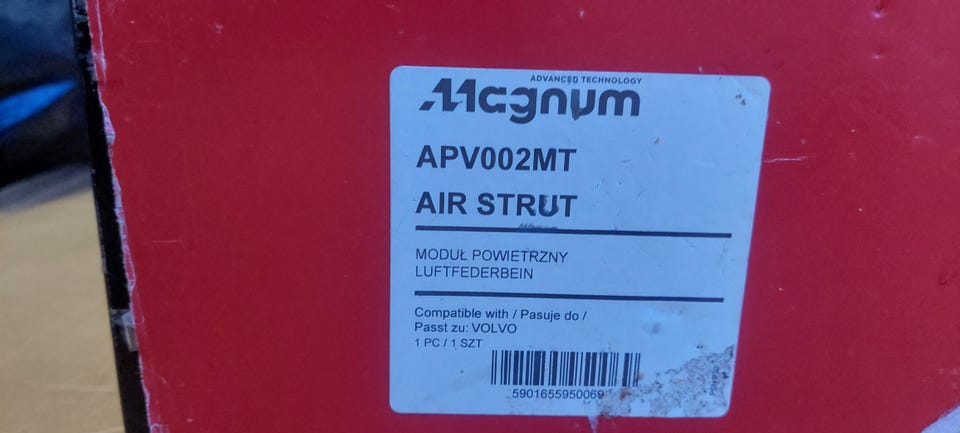 ADVANCED TECHNOLOGY
Magnum
APV002MT
AIR STRUT
MODUŁ POWIETRZNY
LUFTFEDERBEIN
Compatible with / Pasuje do /
Passt zu: VOLVO
1 PC / 1 SZT
5901655950069